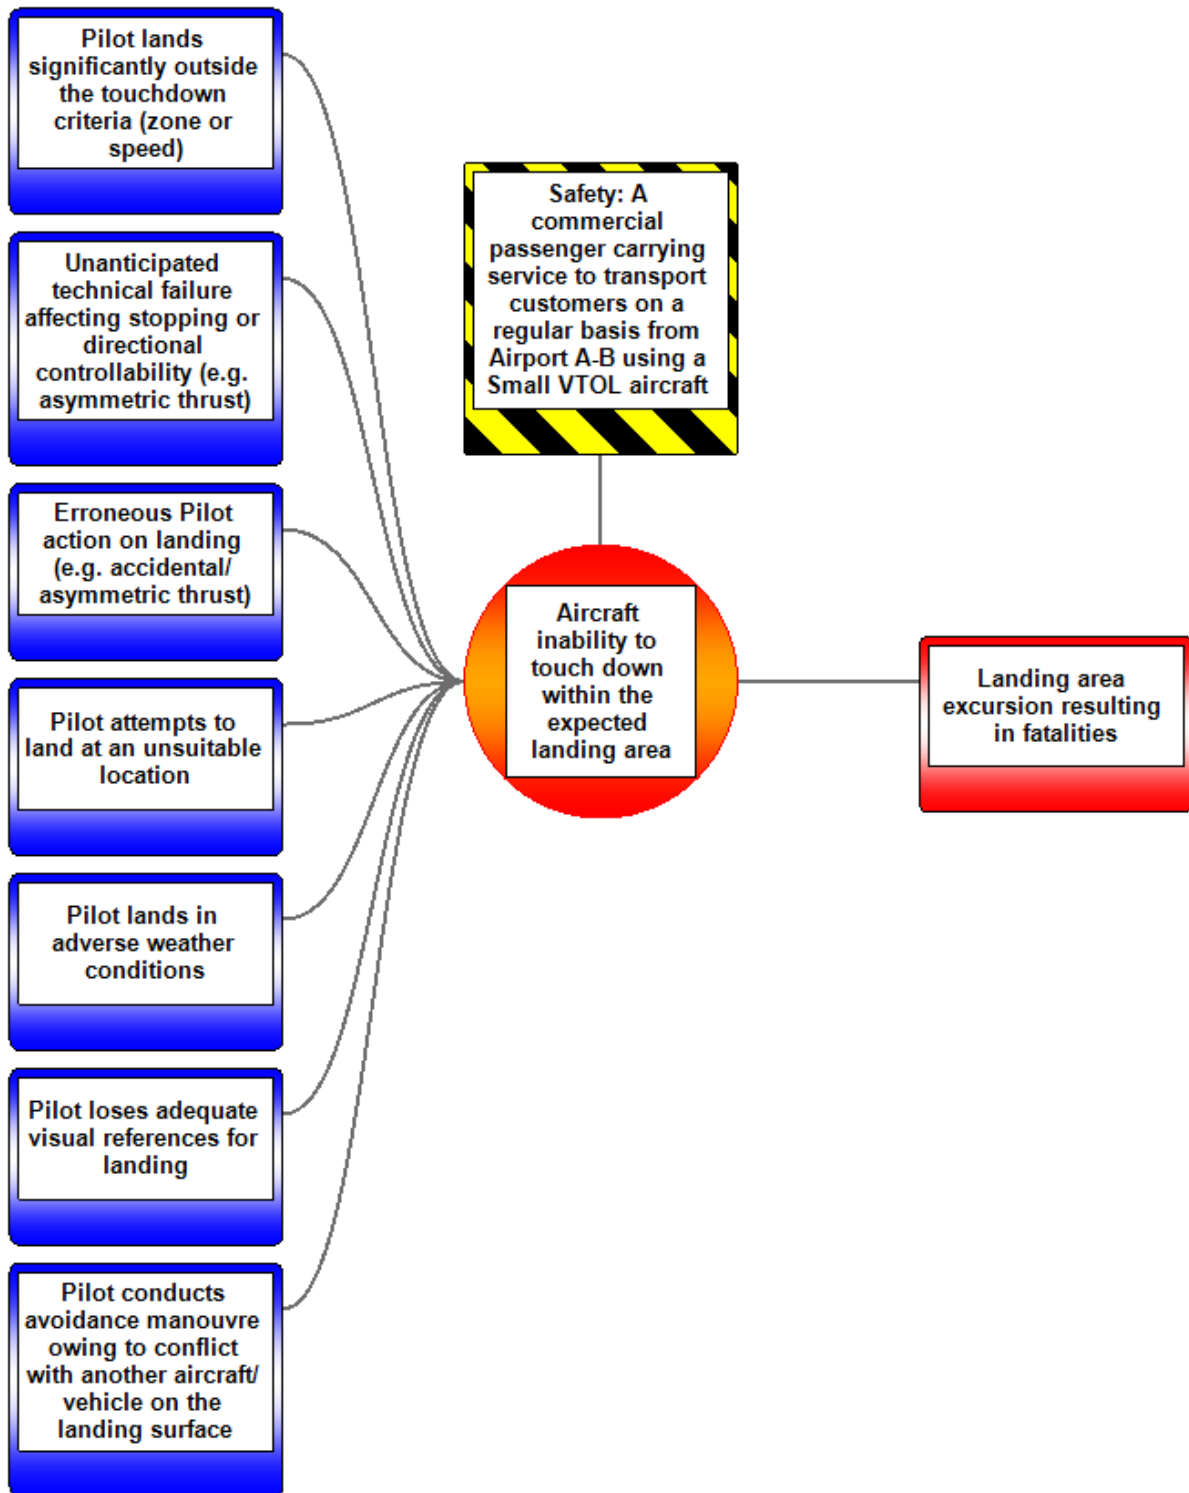 Pilot lands
significantly outside
the touchdown
criteria (zone or
speed)
Unanticipated
technical failure
affecting stopping or
directional
controllability (e.g.
asymmetric thrust)
Erroneous Pilot
action on landing
(e.g. accidental/
asymmetric thrust)
Pilot attempts to
land at an unsuitable
location
Pilot lands in
adverse weather
conditions
Pilot loses adequate
visual references for
landing
Pilot conducts
avoidance manouvre
owing to conflict
with another aircraft/
vehicle on the
landing surface
Safety: A
commercial
passenger carrying
service to transport
customers on a
regular basis from
Airport A-B using a
Small VTOL aircraft
Aircraft
inability to
touch down
within the
expected
landing area
Landing area
excursion resulting
in fatalities